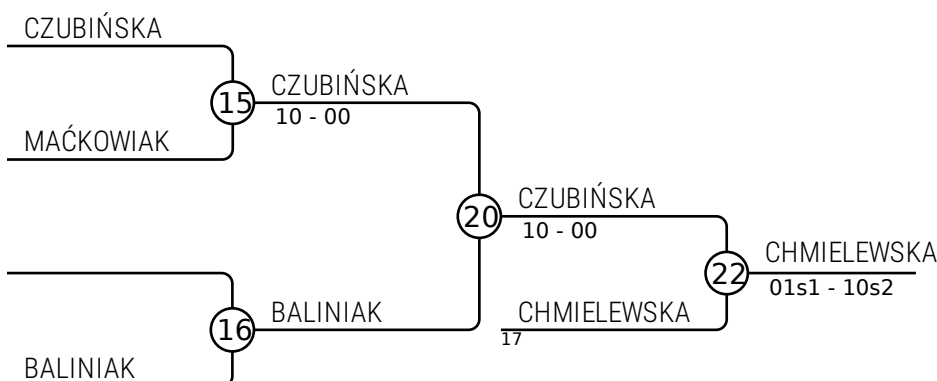 CZUBIŃSKA
15
CZUBIŃSKA
10 - 00
MAĆKOWIAK
20
CZUBIŃSKA
10 - 00
22
CHMIELEWSKA
01s1 - 10s2
16
BALINIAK
CHMIELEWSKA
17
BALINIAK